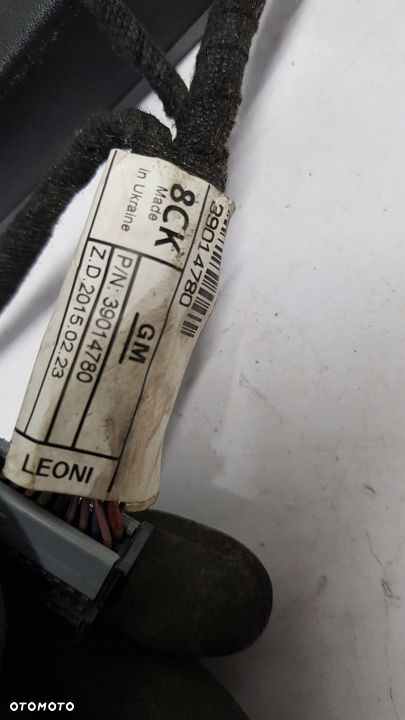 39014780
8CK
Made
in Ukraine
GM
P/N: 39014780
Z.D.2015.02.23
LEONI
OTOMOTO